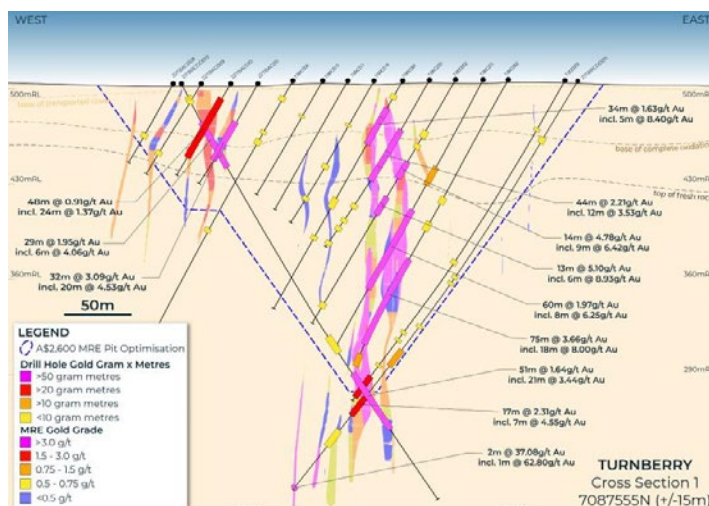 WEST
EAST
500mRL
500mRL
base of complete oxidation
430mRL
430mRL
top of fresh rock
360mRL
360mRL
290mRL
34m @ 1.63g/t Au
incl. 5m @ 8.40g/t Au
44m @ 2.21g/t Au
incl. 12m @ 3.53g/t Au
14m @ 4.78g/t Au
incl. 9m @ 6.42g/t Au
13m @ 5.10g/t Au
incl. 6m @ 8.93g/t Au
60m @ 1.97g/t Au
incl. 8m @ 6.25g/t Au
75m @ 3.66g/t Au
incl. 18m @ 8.00g/t Au
51m @ 1.64g/t Au
incl. 21m @ 3.44g/t Au
17m @ 2.31g/t Au
incl. 7m @ 4.55g/t Au
2m @ 37.08g/t Au
incl. 1m @ 62.80g/t Au
48m @ 0.91g/t Au
incl. 24m @ 1.37g/t Au
29m @ 1.95g/t Au
incl. 6m @ 4.06g/t Au
32m @ 3.09g/t Au
incl. 20m @ 4.53g/t Au
50m
LEGEND
A$2,600 MRE Pit Optimisation
Drill Hole Gold Gram x Metres
>50 gram metres
>20 gram metres
>10 gram metres
<10 gram metres
MRE Gold Grade
>3.0 g/t
1.5 - 3.0 g/t
0.75 - 1.5 g/t
0.5 - 0.75 g/t
<0.5 g/t
TURNBERRY
Cross Section 1
7087555N (+/-15m)